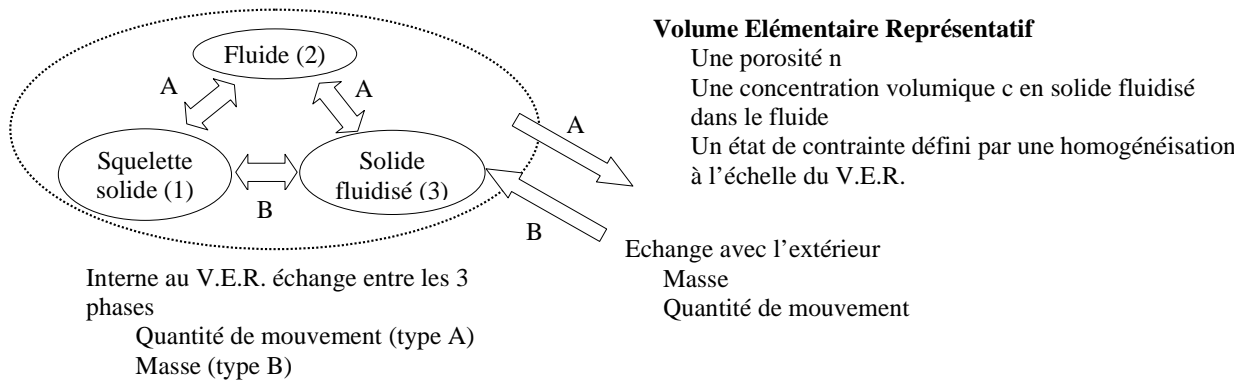 Fluide (2)
A
A
Squelette
solide (1)
Solide
fluidisé (3)
B
A
B
Volume Elémentaire Représentatif
Une porosité n
Une concentration volumique c en solide fluidisé
dans le fluide
Un état de contrainte défini par une homogénéisation
à l’échelle du V.E.R.
Echange avec l’extérieur
Masse
Quantité de mouvement
Interne au V.E.R. échange entre les 3
phases
Quantité de mouvement (type A)
Masse (type B)